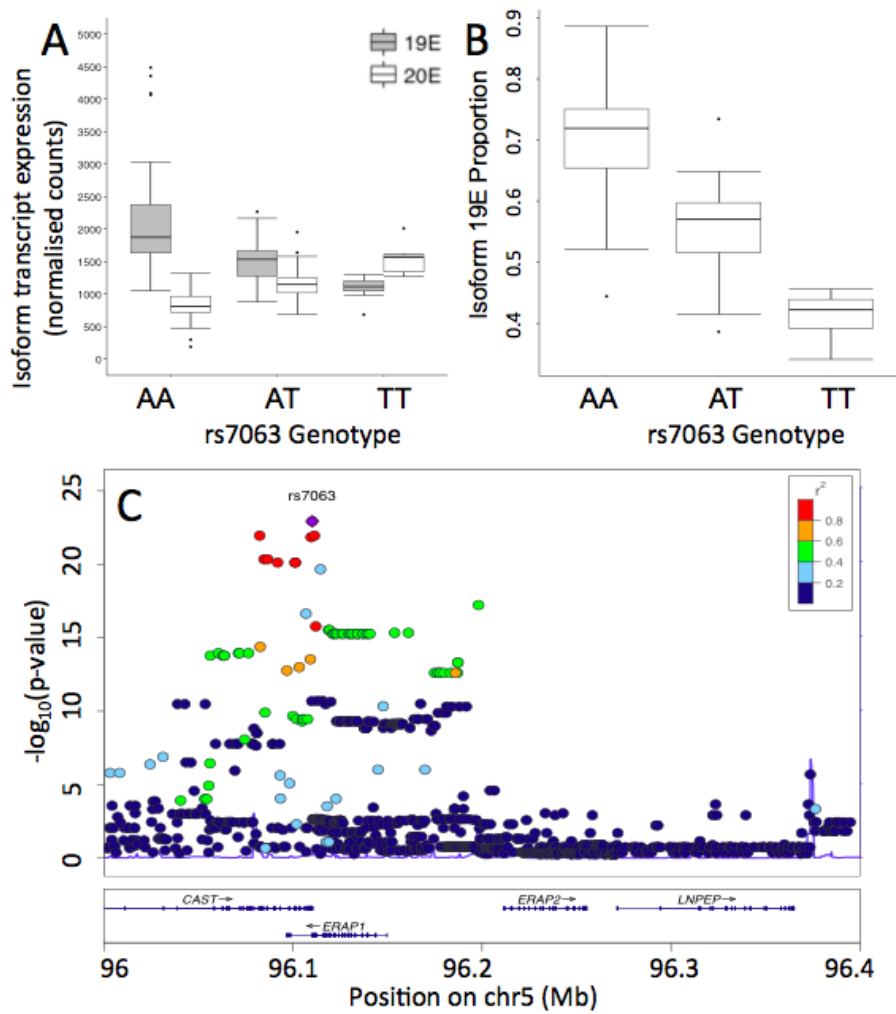 A
5000
4500
4000
3500
3000
2500
2000
1500
1000
500
0
Isoform transcript expression
(normalised counts)
19E
20E
AA AT TT
rs7063 Genotype
B
0.9
0.8
0.7
0.6
0.5
0.4
Isoform 19E Proportion
AA AT TT
rs7063 Genotype
C
25
20
15
10
5
0
-log10(p-value)
rs7063
r2
0.8
0.6
0.4
0.2
CAST→
←ERAP1
ERAP2→
LNPEP→
96 96.1 96.2 96.3 96.4
Position on chr5 (Mb)